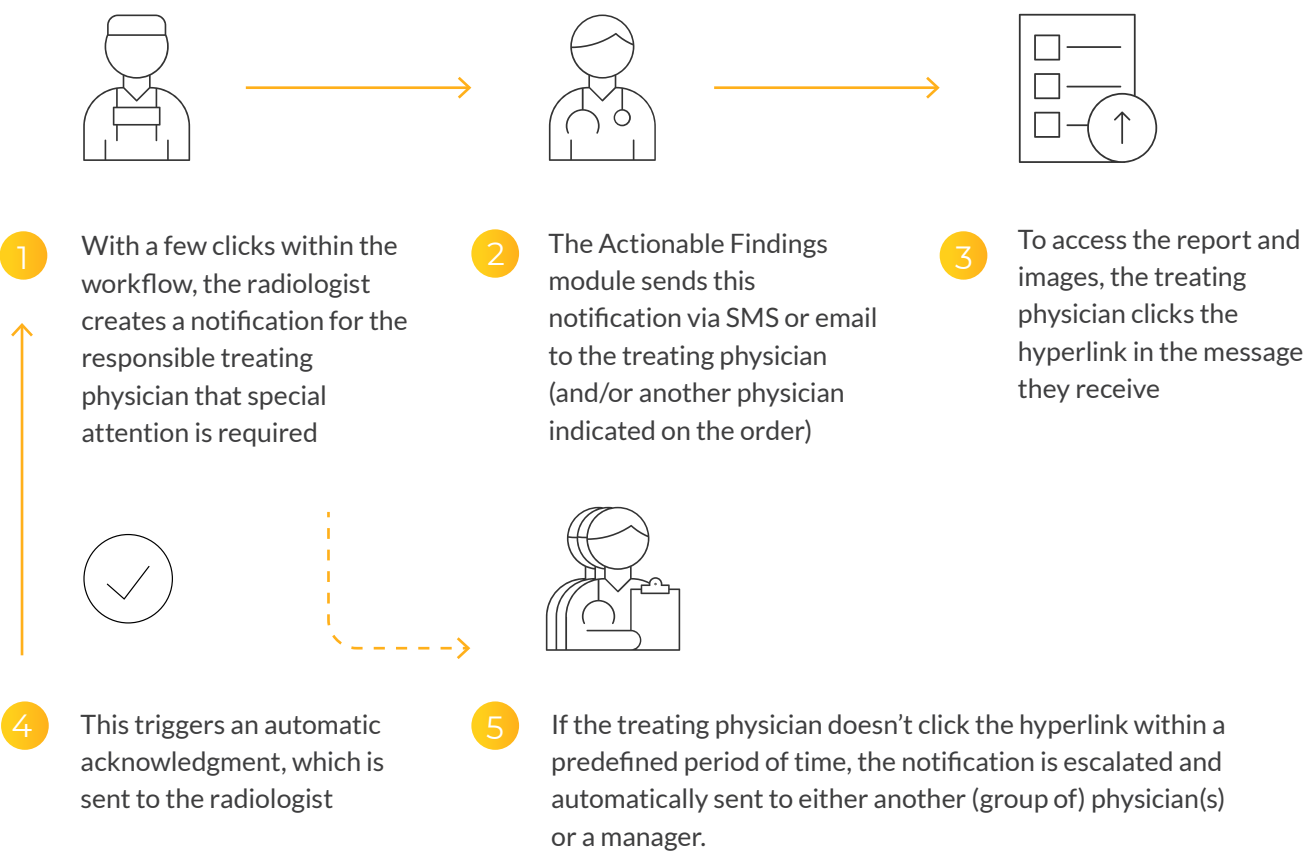 1
With a few clicks within the
workflow, the radiologist
creates a notification for the
responsible treating
physician that special
attention is required
2
The Actionable Findings
module sends this
notification via SMS or email
to the treating physician
(and/or another physician
indicated on the order)
3
To access the report and
images, the treating
physician clicks the
hyperlink in the message
they receive
4
This triggers an automatic
acknowledgment, which is
sent to the radiologist
5
If the treating physician doesn’t click the hyperlink within a
predefined period of time, the notification is escalated and
automatically sent to either another (group of) physician(s)
or a manager.